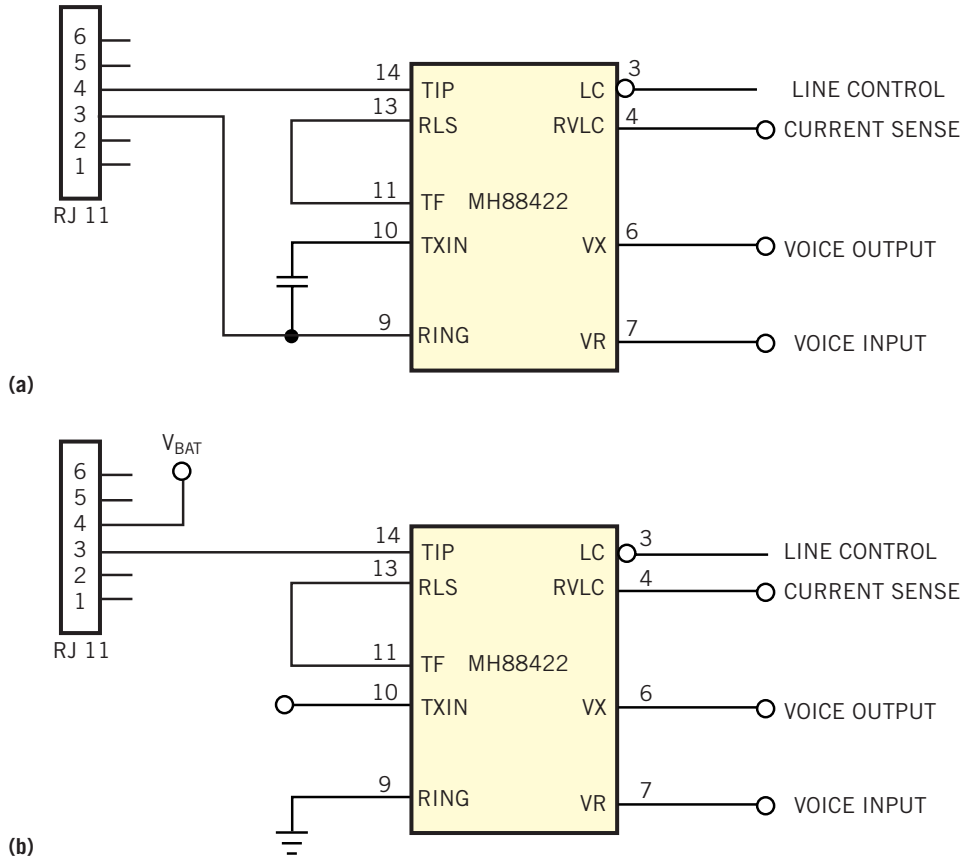 6
5
4
3
2
1
RJ 11
14 TIP
13 RLS
11 TF
10 TXIN
9 RING
MH88422
LC 3 LINE CONTROL
RVLC 4 CURRENT SENSE
VX 6 VOICE OUTPUT
VR 7 VOICE INPUT
(a)
VBAT
6
5
4
3
2
1
RJ 11
14 TIP
13 RLS
11 TF
10 TXIN
9 RING
MH88422
LC 3 LINE CONTROL
RVLC 4 CURRENT SENSE
VX 6 VOICE OUTPUT
VR 7 VOICE INPUT
(b)